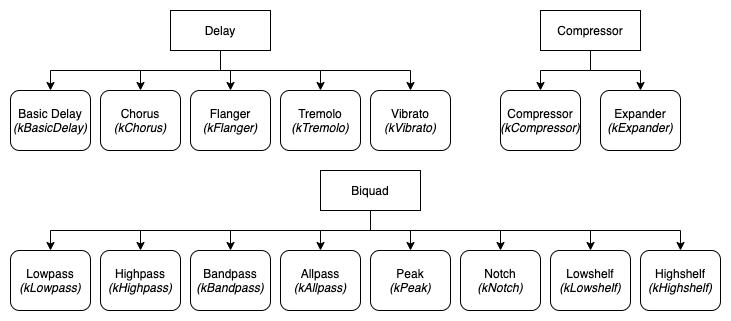 Delay
Compressor
Basic Delay
(kBasicDelay)
Chorus
(kChorus)
Flanger
(kFlanger)
Tremolo
(kTremolo)
Vibrato
(kVibrato)
Compressor
(kCompressor)
Expander
(kExpander)
Biquad
Lowpass
(kLowpass)
Highpass
(kHighpass)
Bandpass
(kBandpass)
Allpass
(kAllpass)
Peak
(kPeak)
Notch
(kNotch)
Lowshelf
(kLowshelf)
Highshelf
(kHighshelf)